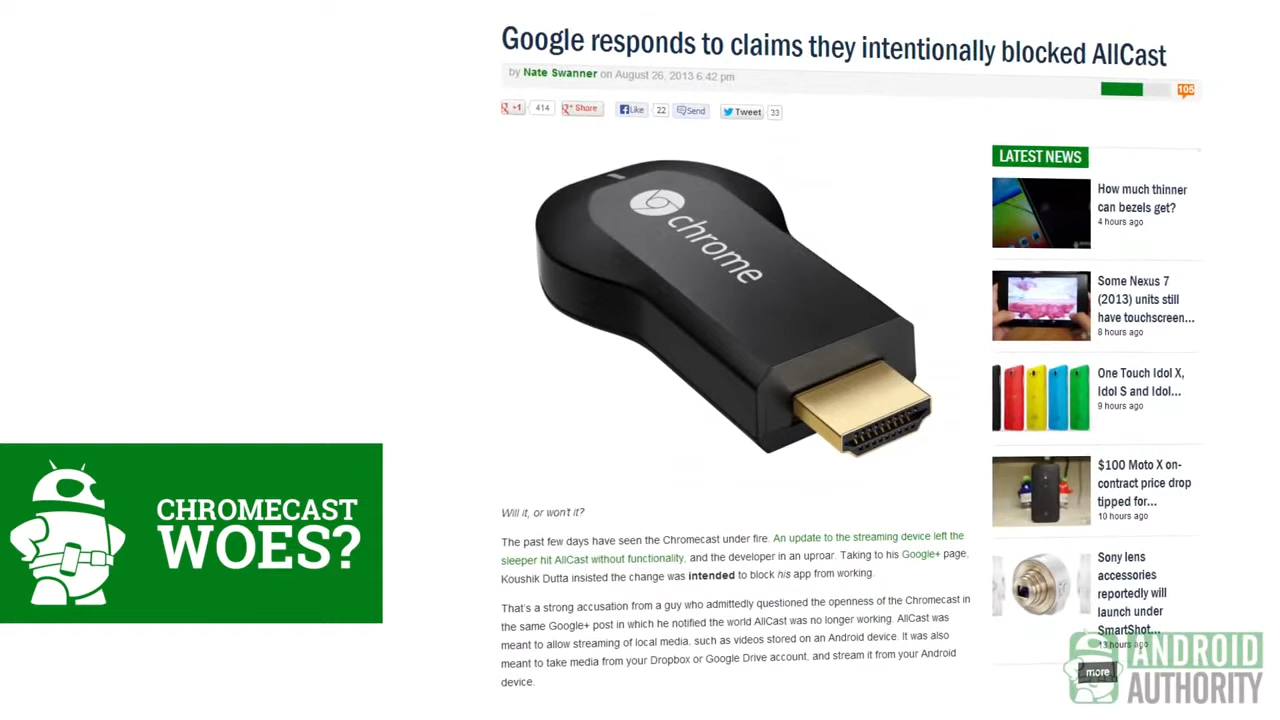 Google responds to claims they intentionally blocked AllCast
by Nate Swanner on August 26, 2013 6:42 pm
105
+1 414 Share Like 22 Send Tweet 33
chrome
LATEST NEWS
How much thinner
can bezels get?
4 hours ago
Some Nexus 7
(2013) units still
have touchscreen...
8 hours ago
One Touch Idol X,
Idol S and Idol...
9 hours ago
$100 Moto X on-
contract price drop
tipped for...
10 hours ago
Sony lens
accessories
reportedly will
launch under
SmartShot...
13 hours ago
more
CHROMECAST
WOES?
Will it, or won't it?
The past few days have seen the Chromecast under fire. An update to the streaming device left the
sleeper hit AllCast without functionality, and the developer in an uproar. Taking to his Google+ page,
Koushik Dutta insisted the change was intended to block his app from working.
That's a strong accusation from a guy who admittedly questioned the openness of the Chromecast in
the same Google+ post in which he notified the world AllCast was no longer working. AllCast was
meant to allow streaming of local media, such as videos stored on an Android device. It was also
meant to take media from your Dropbox or Google Drive account, and stream it from your Android
device.
ANDROID
AUTHORITY